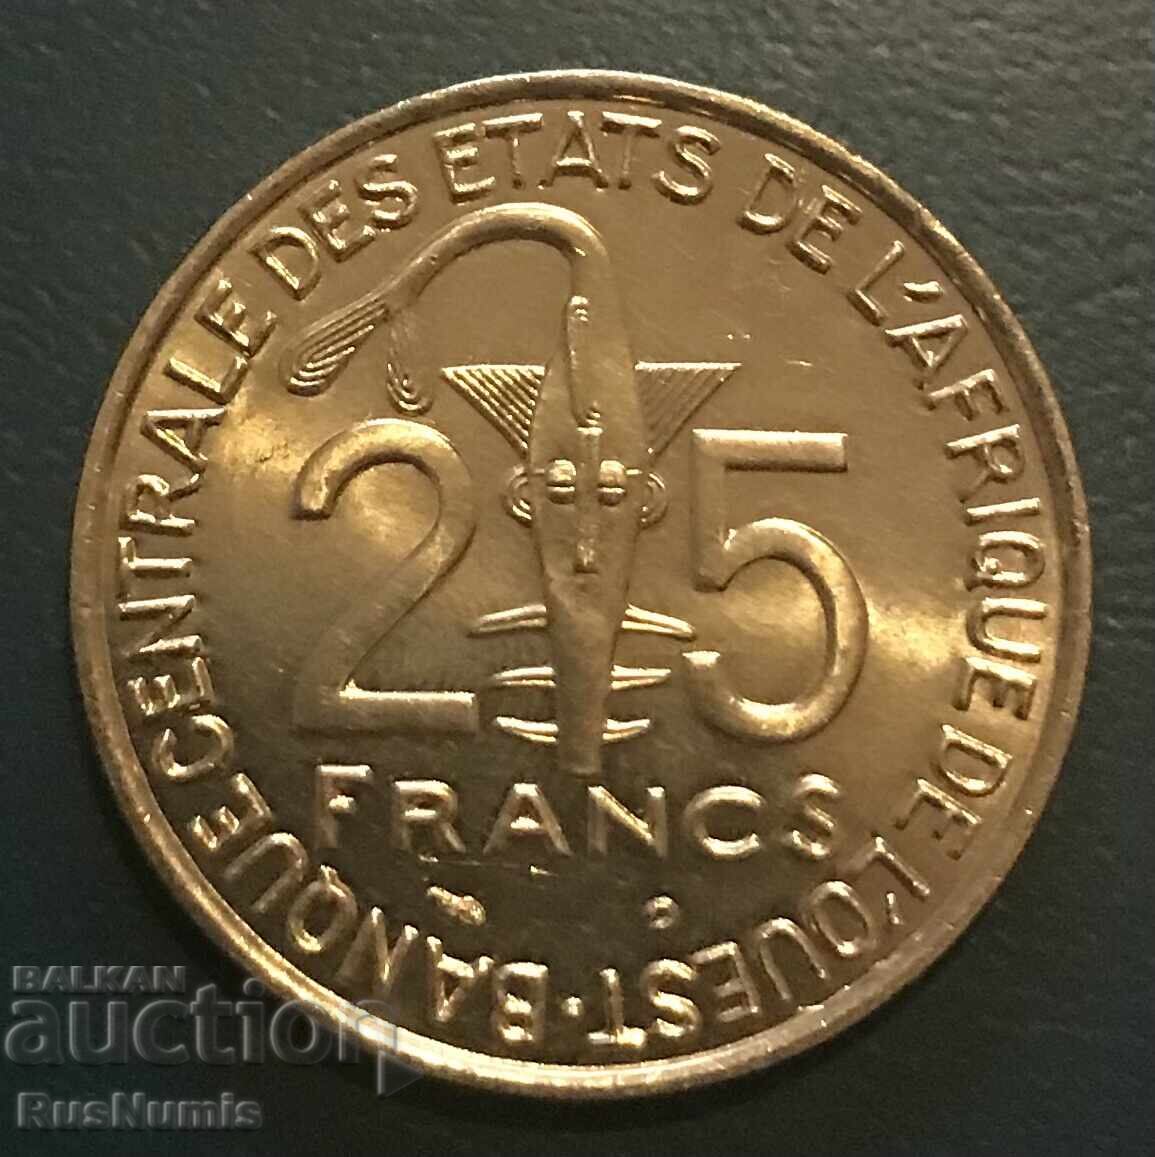 BANQUE CENTRALE DES ETATS DE L'AFRIQUE DE L'OUEST •
25
FRANCS
BALKAN
auction
RusNumis